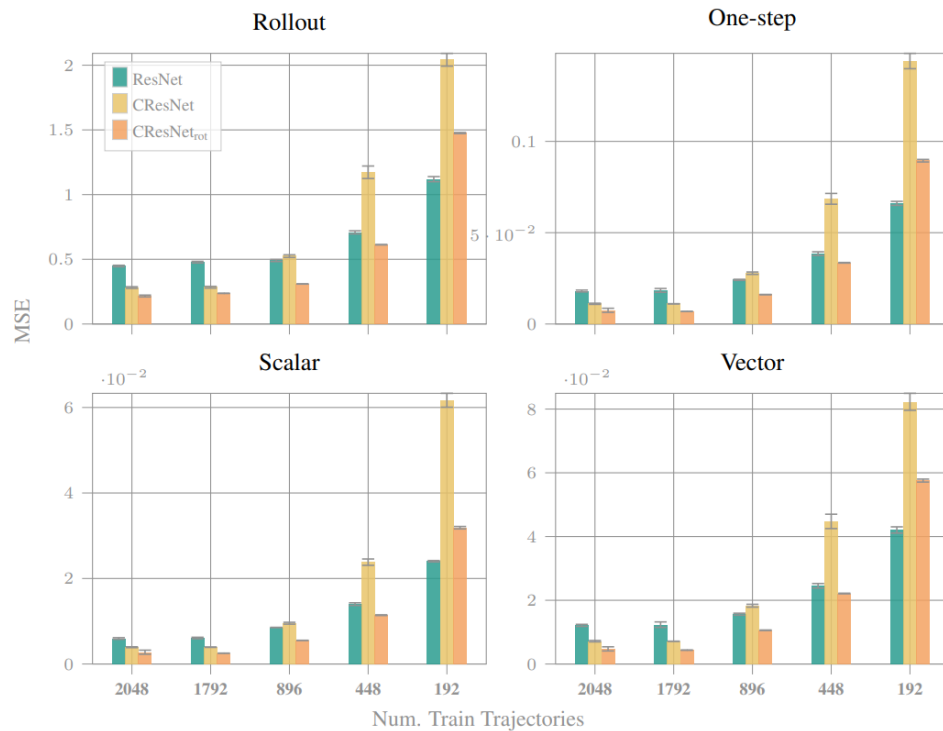 Rollout
One-step
2
1.5
1
0.5
0
ResNet
CResNet
CResNet_rot
0.1
5 · 10⁻²
0
MSE
Scalar
Vector
·10⁻²
6
4
2
0
2048 1792 896 448 192
·10⁻²
8
6
4
2
0
2048 1792 896 448 192
Num. Train Trajectories